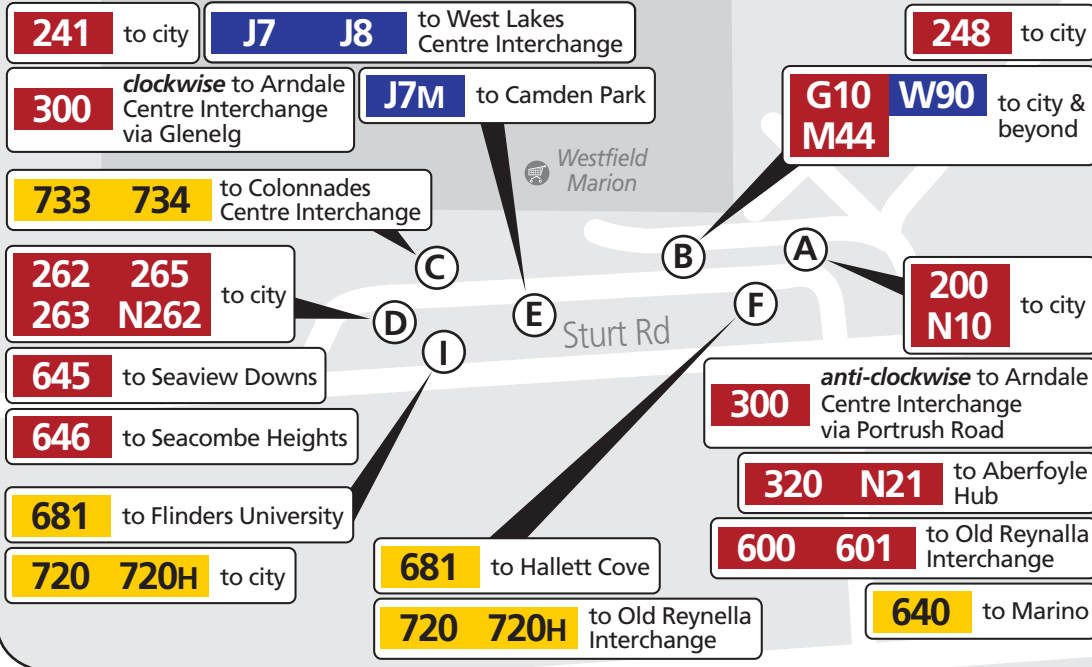 241 to city
J7 J8 to West Lakes
Centre Interchange
248 to city
300 clockwise to Arndale
Centre Interchange
via Glenelg
J7M to Camden Park
G10 W90 to city &
M44 beyond
Westfield
Marion
733 734 to Colonnades
Centre Interchange
C
B
A
262 265
263 N262 to city
D
E
F
I
Sturt Rd
200
N10 to city
645 to Seaview Downs
646 to Seacombe Heights
300 anti-clockwise to Arndale
Centre Interchange
via Portrush Road
320 N21 to Aberfoyle
Hub
681 to Flinders University
600 601 to Old Reynalla
Interchange
720 720H to city
681 to Hallett Cove
640 to Marino
720 720H to Old Reynella
Interchange